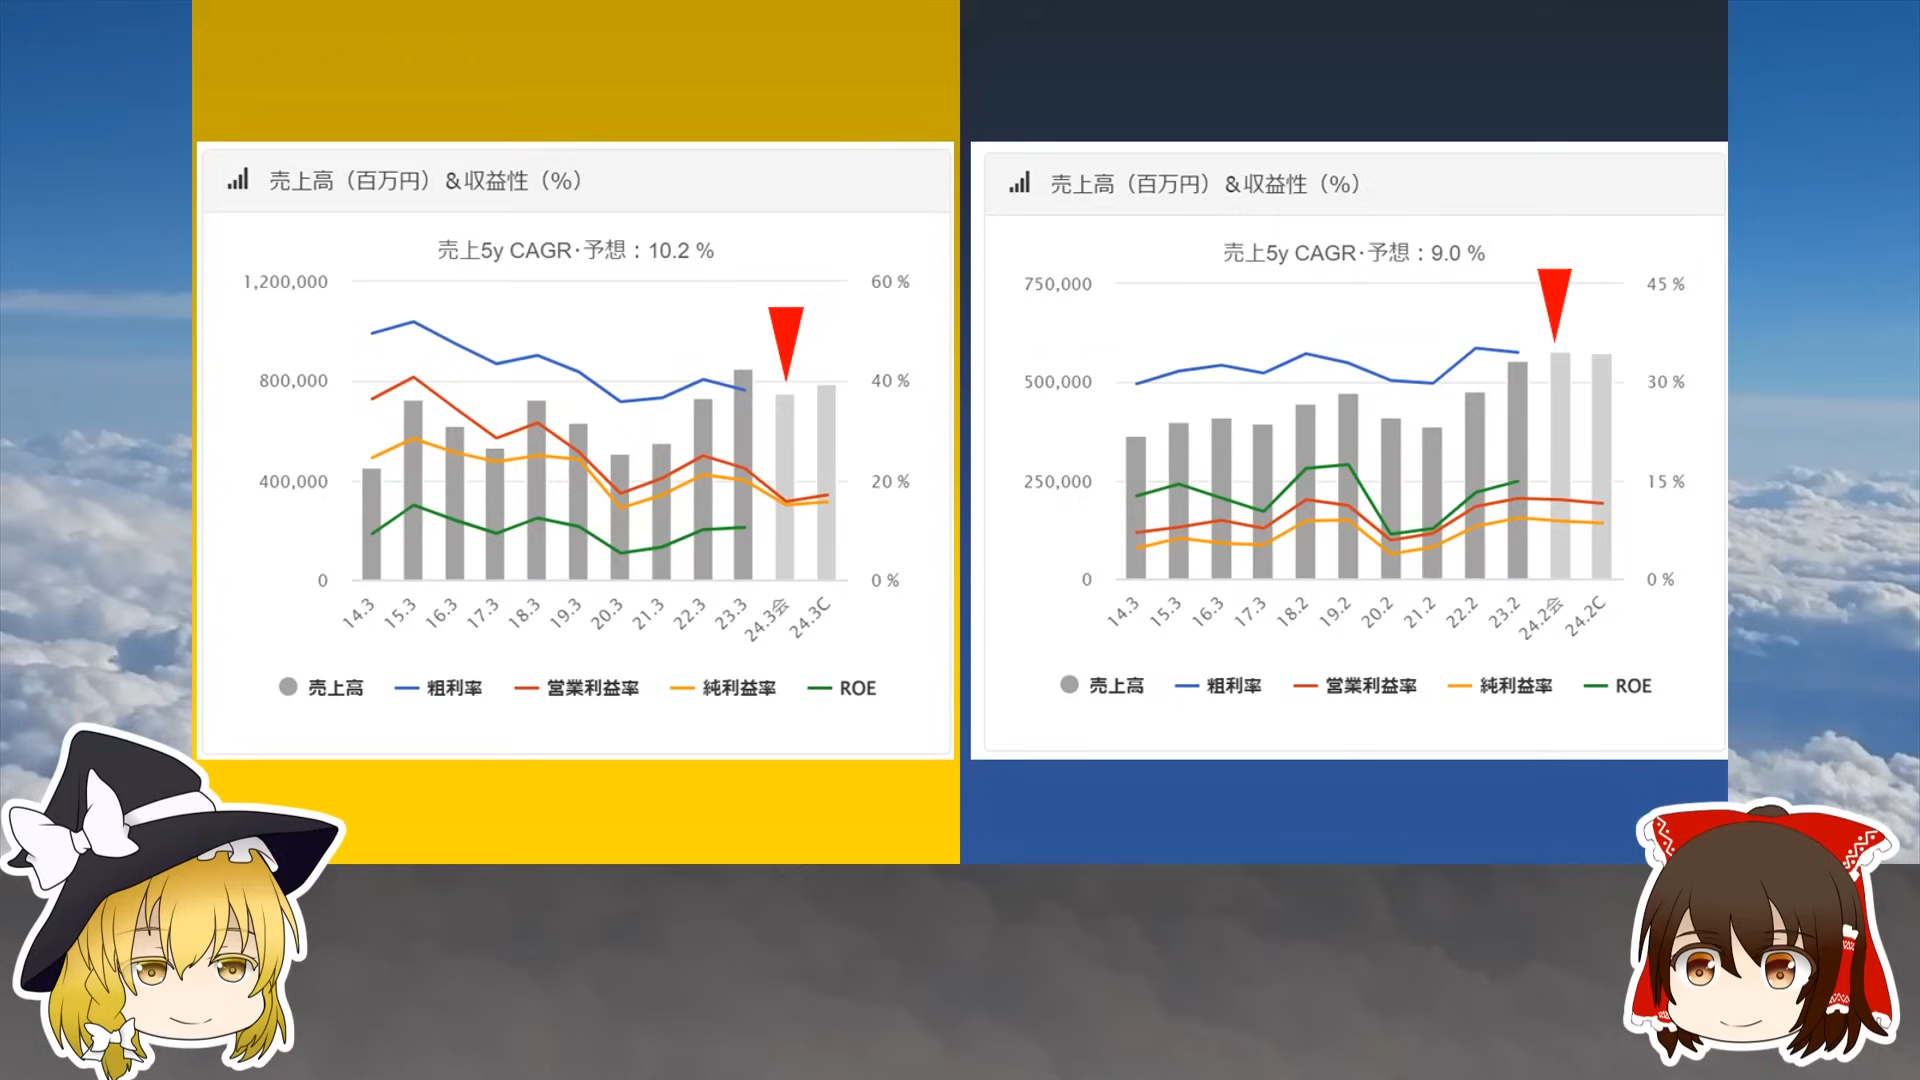 売上高（百万円）＆収益性（%）
売上5y CAGR･予想：10.2 %
1,200,000
800,000
400,000
0
60 %
40 %
20 %
0 %
14.3
15.3
16.3
17.3
18.3
19.3
20.3
21.3
22.3
23.3
24.3会
24.3C
売上高
粗利率
営業利益率
純利益率
ROE
売上高（百万円）＆収益性（%）
売上5y CAGR･予想：9.0 %
750,000
500,000
250,000
0
45 %
30 %
15 %
0 %
14.3
15.3
16.3
17.3
18.2
19.2
20.2
21.2
22.2
23.2
24.2会
24.2C
売上高
粗利率
営業利益率
純利益率
ROE